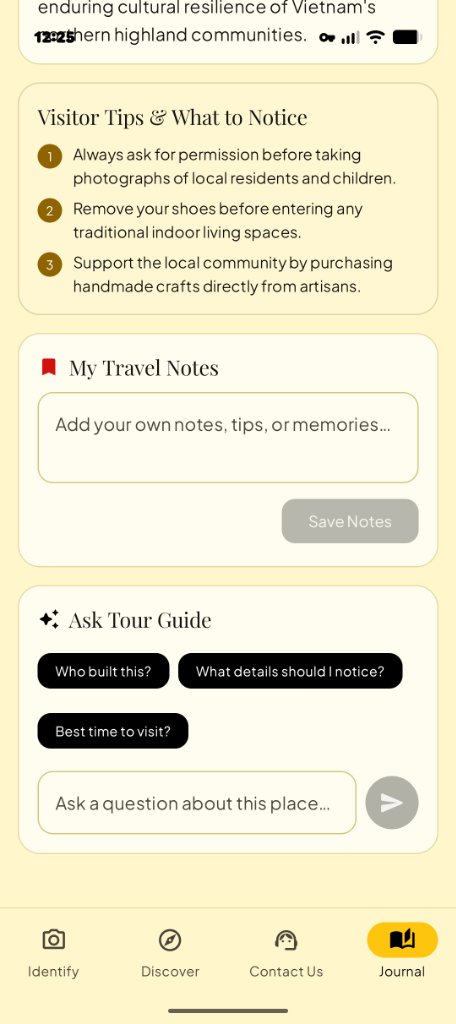 enduring cultural resilience of Vietnam's
12:25
hern highland communities.
Visitor Tips & What to Notice
1 Always ask for permission before taking
photographs of local residents and children.
2 Remove your shoes before entering any
traditional indoor living spaces.
3 Support the local community by purchasing
handmade crafts directly from artisans.
My Travel Notes
Add your own notes, tips, or memories...
Save Notes
Ask Tour Guide
Who built this? What details should I notice?
Best time to visit?
Ask a question about this place...
Identify Discover Contact Us Journal